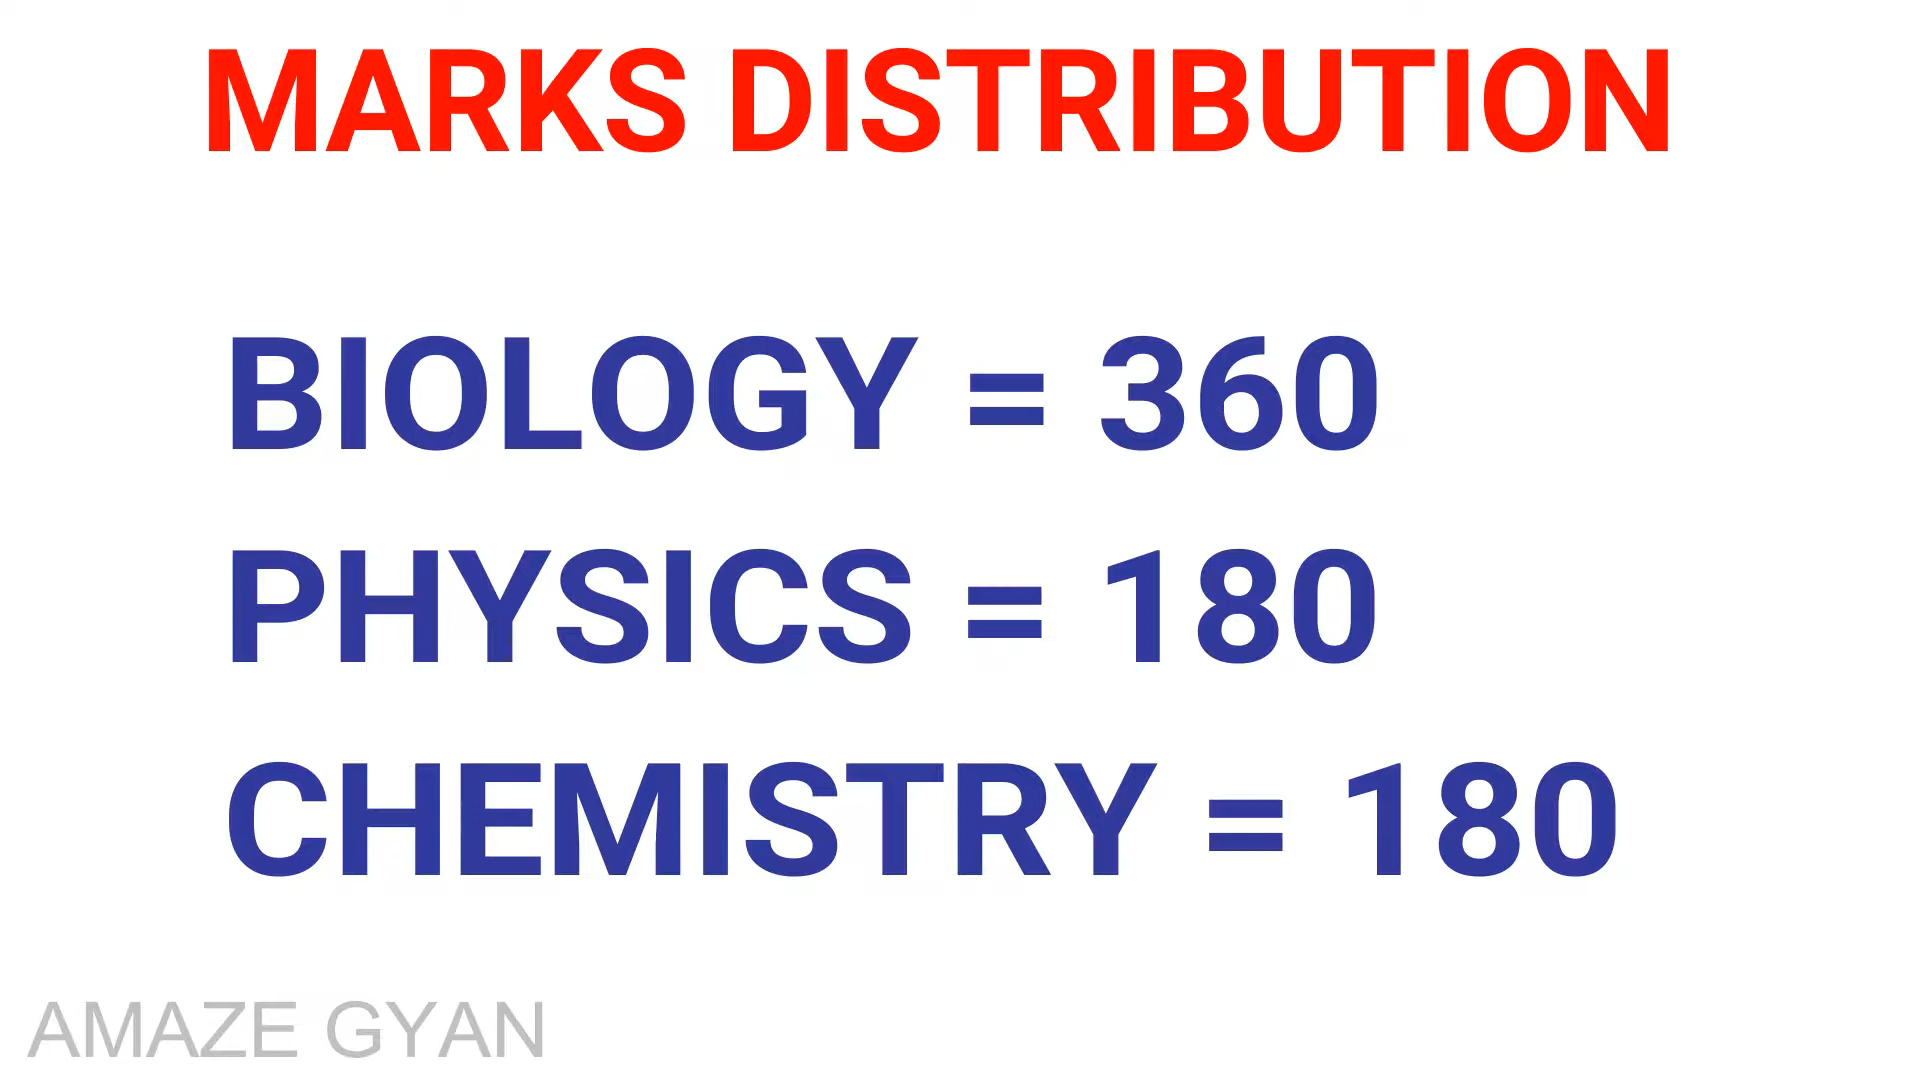 MARKS DISTRIBUTION
BIOLOGY = 360
PHYSICS = 180
CHEMISTRY = 180
AMAZE GYAN